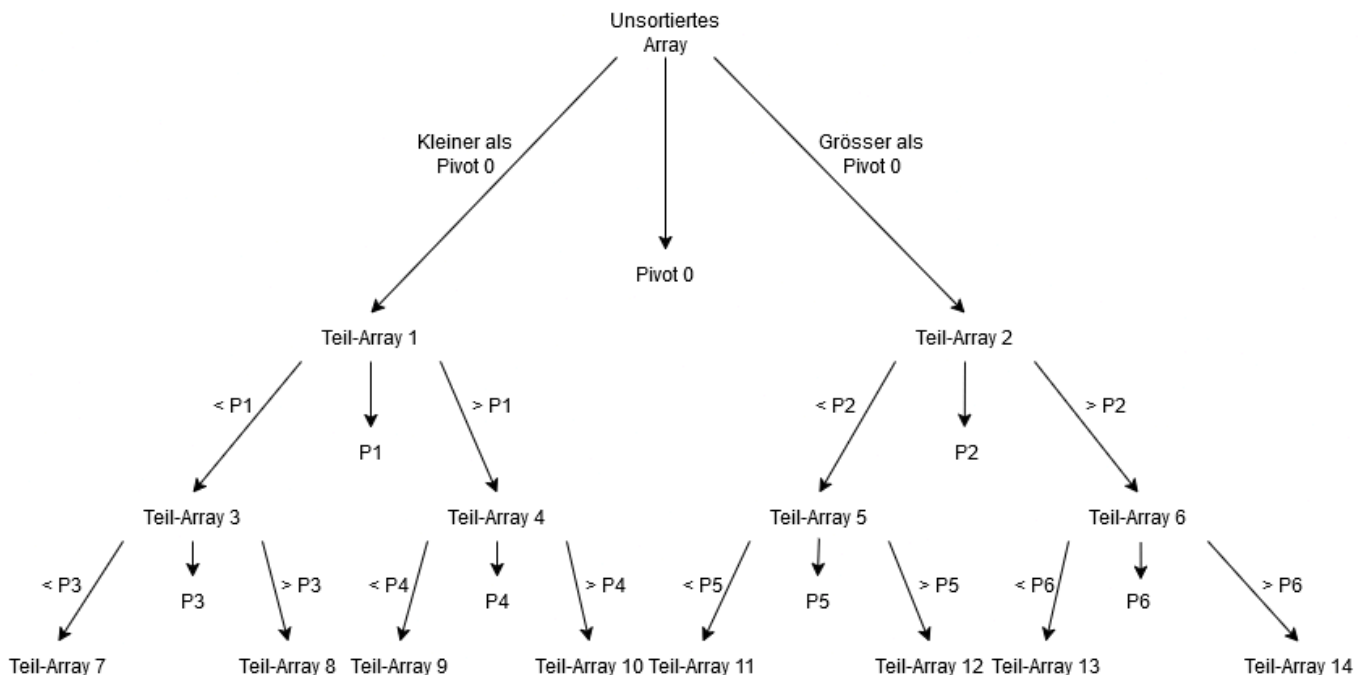 Unsortiertes
Array
Kleiner als
Pivot 0
Grösser als
Pivot 0
Pivot 0
Teil-Array 1
Teil-Array 2
< P1
> P1
< P2
> P2
P1
P2
Teil-Array 3
Teil-Array 4
Teil-Array 5
Teil-Array 6
< P3
> P3
< P4
> P4
< P5
> P5
< P6
> P6
P3
P4
P5
P6
Teil-Array 7
Teil-Array 8
Teil-Array 9
Teil-Array 10
Teil-Array 11
Teil-Array 12
Teil-Array 13
Teil-Array 14